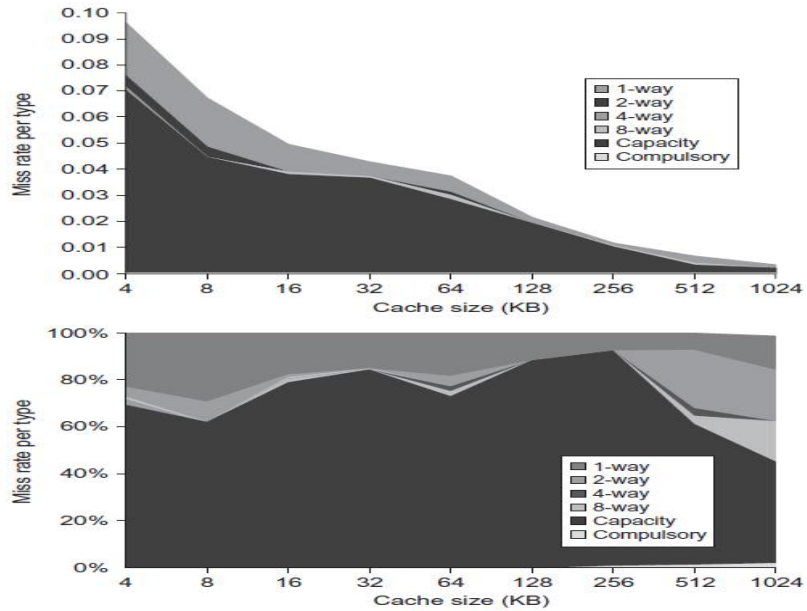 0.10
0.09
0.08
0.07
0.06
0.05
0.04
0.03
0.02
0.01
0.00
Miss rate per type
1-way
2-way
4-way
8-way
Capacity
Compulsory
4 8 16 32 64 128 256 512 1024
Cache size (KB)
100%
80%
60%
40%
20%
0%
Miss rate per type
1-way
2-way
4-way
8-way
Capacity
Compulsory
4 8 16 32 64 128 256 512 1024
Cache size (KB)